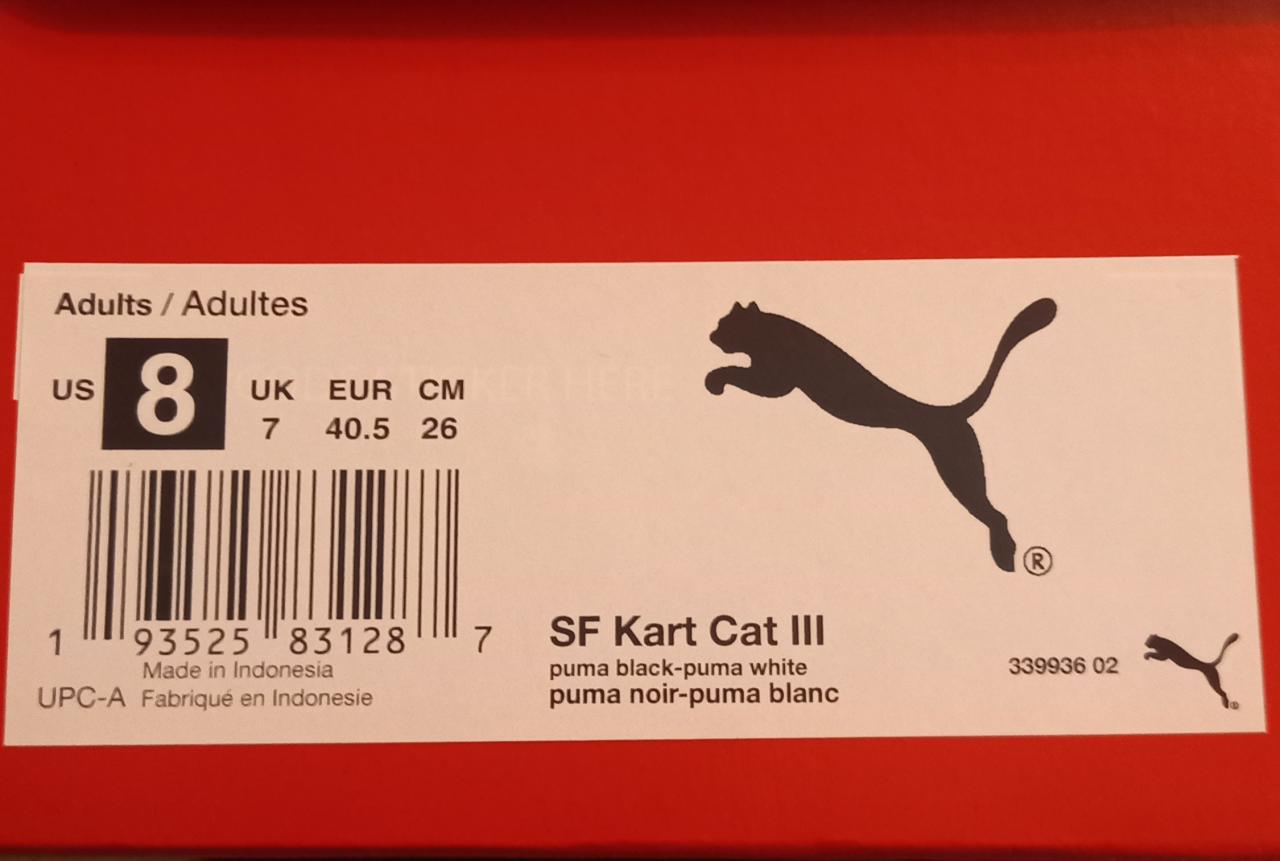 Adults / Adultes
US 8 UK EUR CM
7 40.5 26
1 93525 83128 7
Made in Indonesia
UPC-A Fabriqué en Indonesie
®
SF Kart Cat III
puma black-puma white
puma noir-puma blanc
339936 02
®